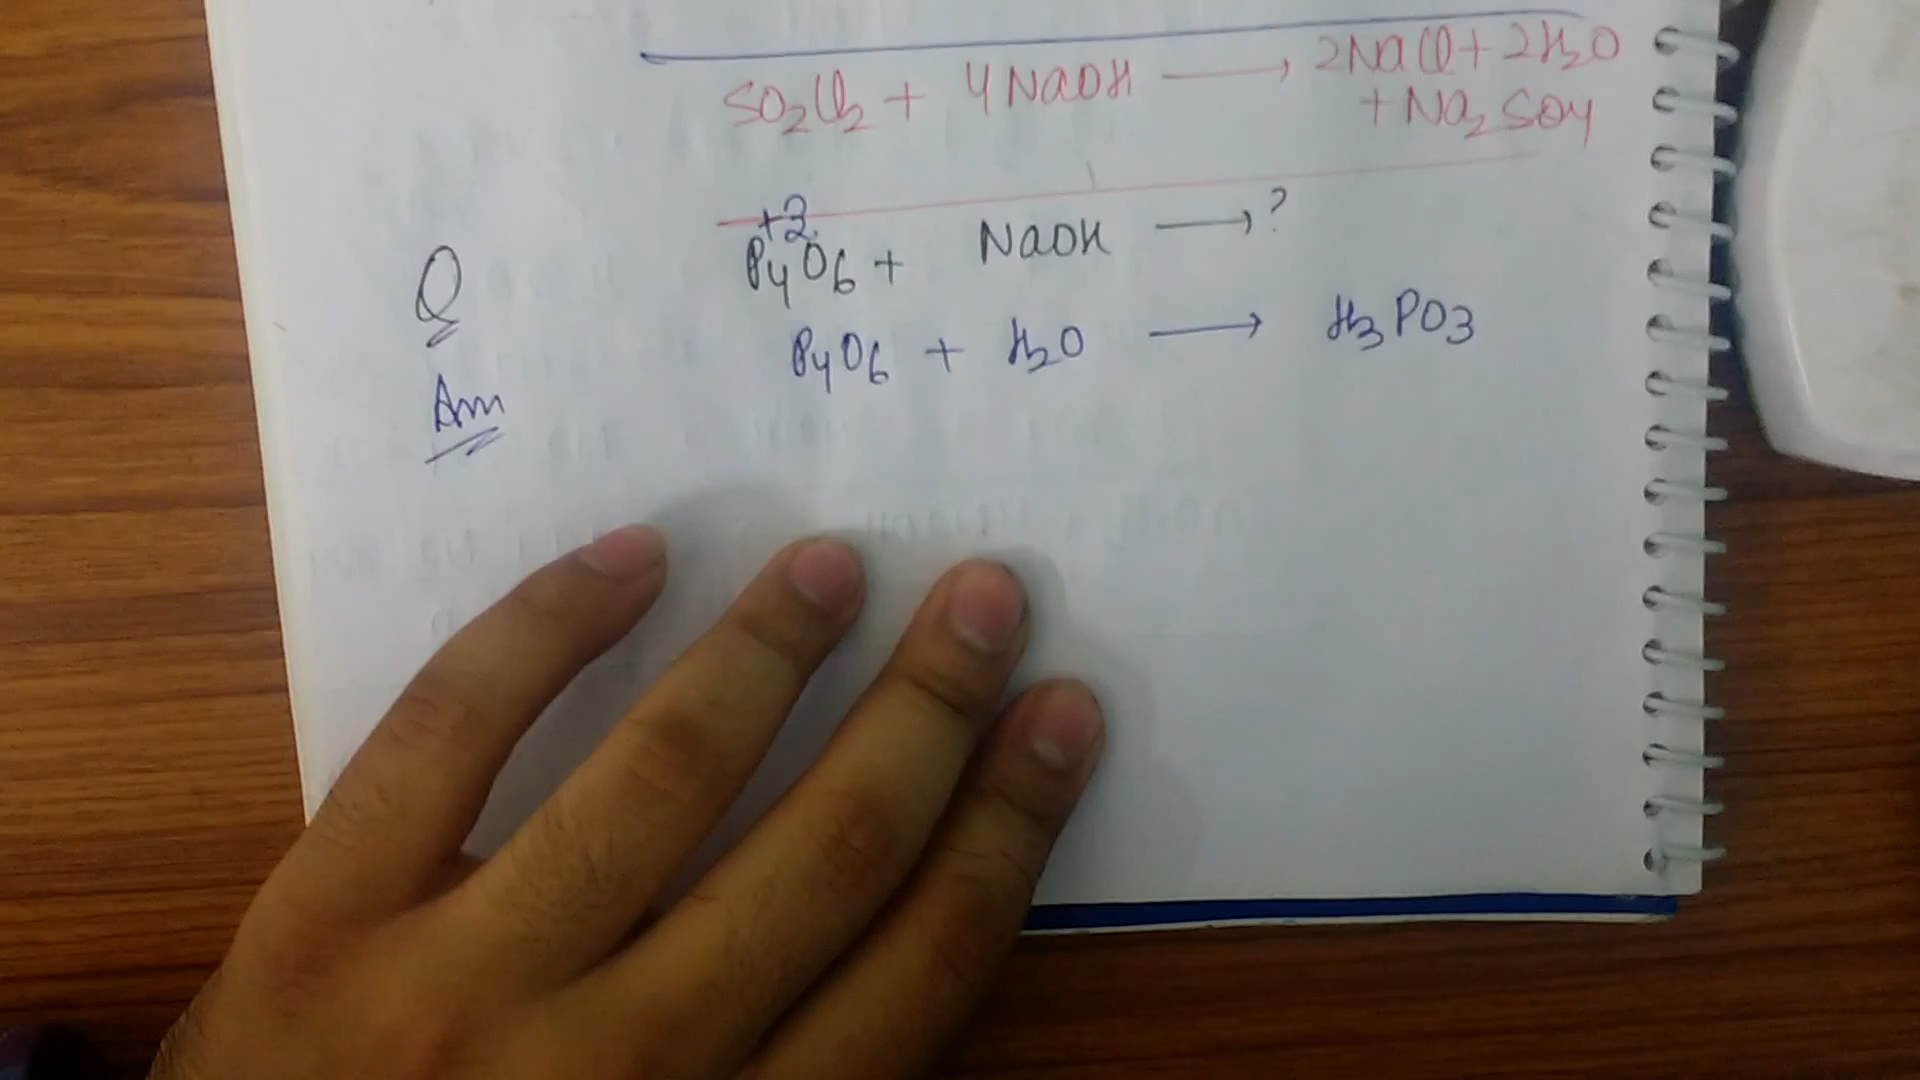 SO2Cl2 + 4NaOH → 2NaCl + 2H2O
+ Na2SO4
+3
Q P4O6 + NaOH → ?
Ans P4O6 + H2O → H3PO3